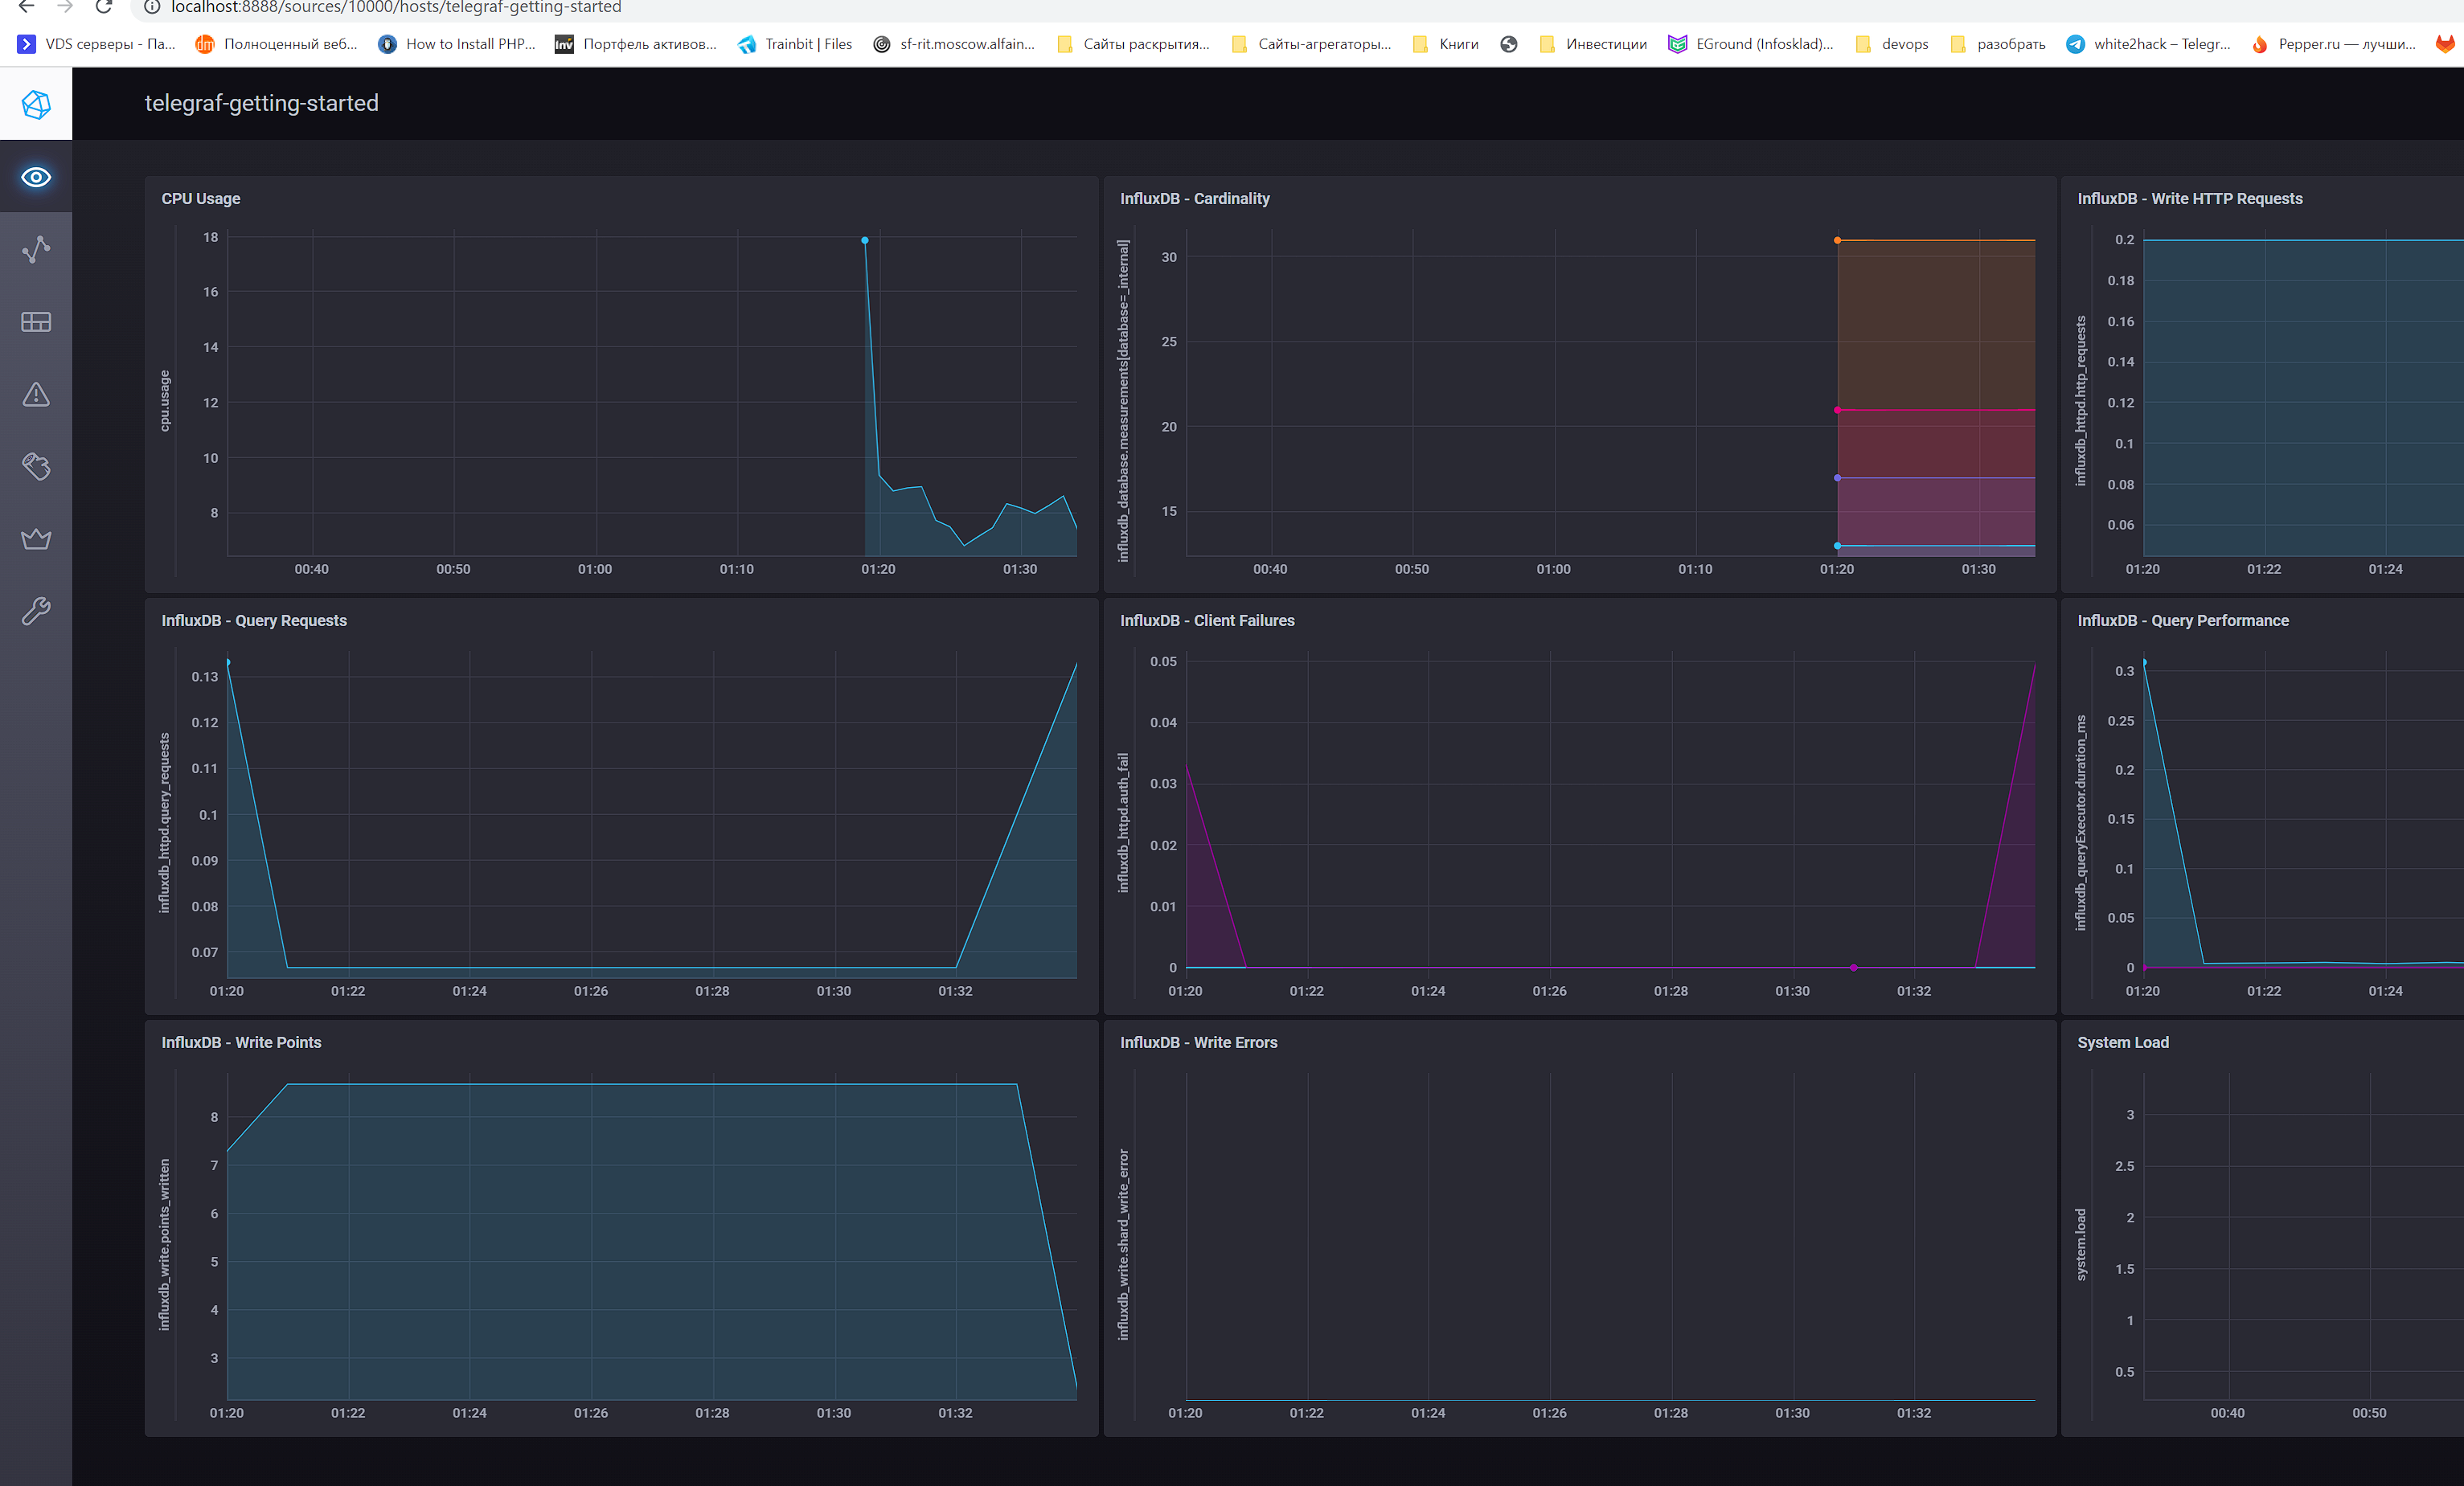 localhost:8888/sources/10000/hosts/telegraf-getting-started
VDS серверы - Па...
dm
Полноценный веб...
How to Install PHP...
Inv
Портфель активов...
Trainbit | Files
sf-rit.moscow.alfain...
Сайты раскрытия...
Сайты-агрегаторы...
Книги
Инвестиции
EGround (Infosklad)...
devops
разобрать
white2hack – Telegr...
Pepper.ru — лучши...
telegraf-getting-started
CPU Usage
cpu.usage
18
16
14
12
10
8
00:40 00:50 01:00 01:10 01:20 01:30
InfluxDB - Cardinality
influxdb_database.measurements[database=_internal]
30
25
20
15
00:40 00:50 01:00 01:10 01:20 01:30
InfluxDB - Write HTTP Requests
influxdb_httpd.http_requests
0.2
0.18
0.16
0.14
0.12
0.1
0.08
0.06
01:20 01:22 01:24
InfluxDB - Query Requests
influxdb_httpd.query_requests
0.13
0.12
0.11
0.1
0.09
0.08
0.07
01:20 01:22 01:24 01:26 01:28 01:30 01:32
InfluxDB - Client Failures
influxdb_httpd.auth_fail
0.05
0.04
0.03
0.02
0.01
0
01:20 01:22 01:24 01:26 01:28 01:30 01:32
InfluxDB - Query Performance
influxdb_queryExecutor.duration_ms
0.3
0.25
0.2
0.15
0.1
0.05
0
01:20 01:22 01:24
InfluxDB - Write Points
influxdb_write.points_written
8
7
6
5
4
3
01:20 01:22 01:24 01:26 01:28 01:30 01:32
InfluxDB - Write Errors
influxdb_write.shard_write_error
01:20 01:22 01:24 01:26 01:28 01:30 01:32
System Load
system.load
3
2.5
2
1.5
1
0.5
00:40 00:50